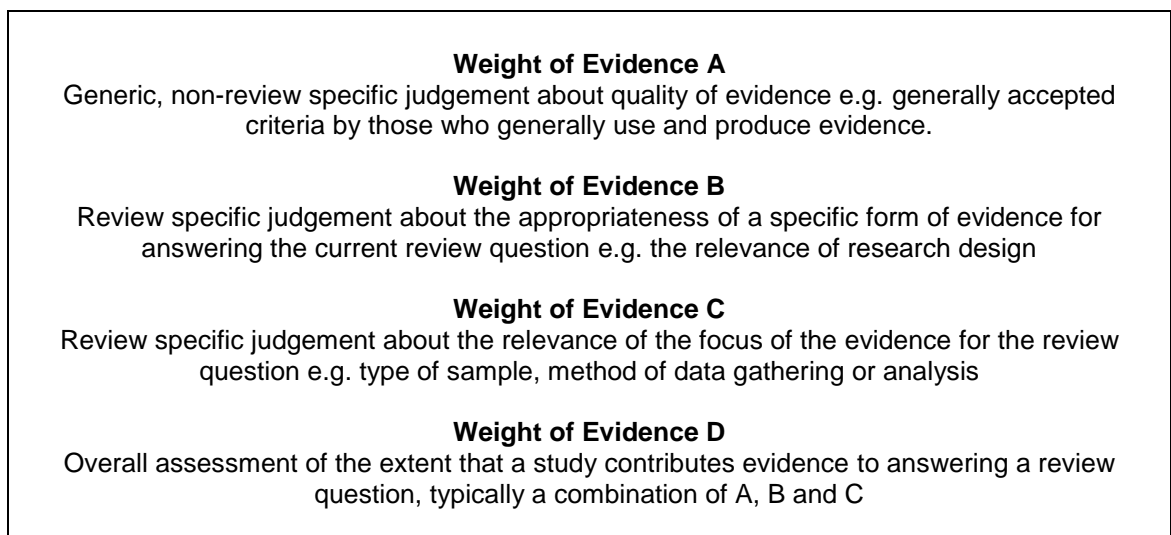 Weight of Evidence A
Generic, non-review specific judgement about quality of evidence e.g. generally accepted
criteria by those who generally use and produce evidence.
Weight of Evidence B
Review specific judgement about the appropriateness of a specific form of evidence for
answering the current review question e.g. the relevance of research design
Weight of Evidence C
Review specific judgement about the relevance of the focus of the evidence for the review
question e.g. type of sample, method of data gathering or analysis
Weight of Evidence D
Overall assessment of the extent that a study contributes evidence to answering a review
question, typically a combination of A, B and C